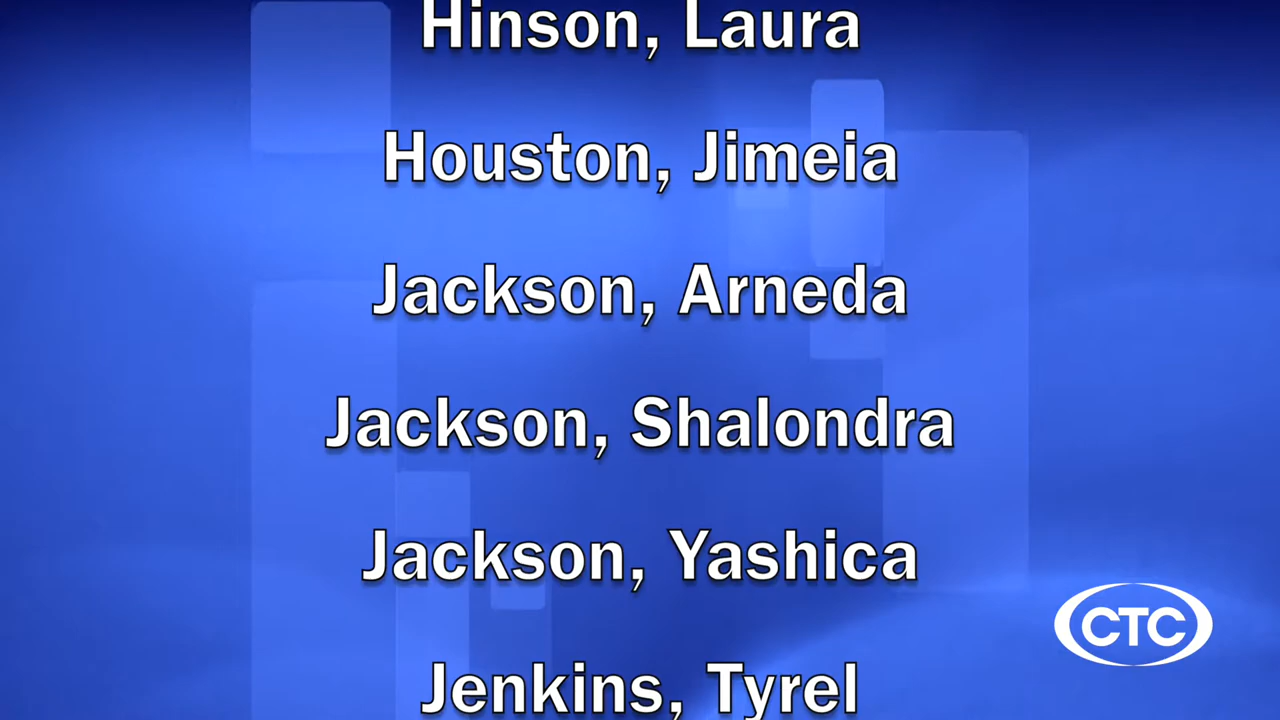 Hinson, Laura
Houston, Jimeia
Jackson, Arneda
Jackson, Shalondra
Jackson, Yashica
CTC
Jenkins, Tyrel